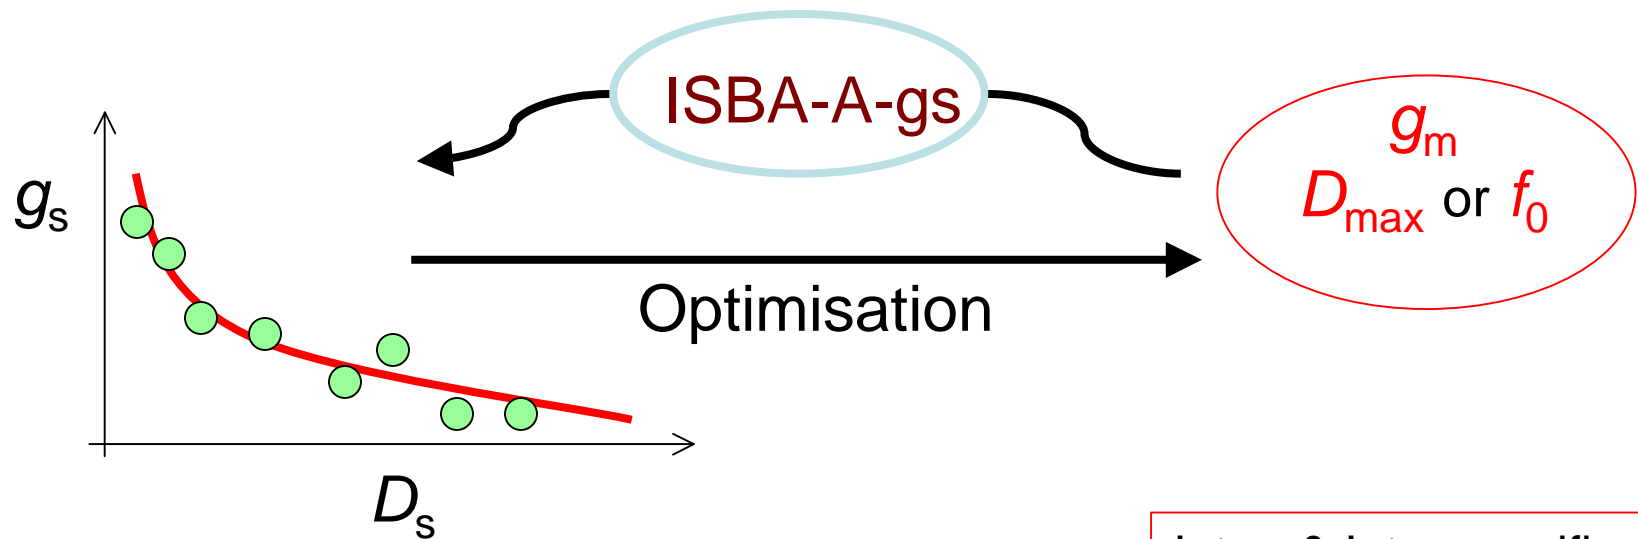 ISBA-A-gs
gm
Dmax or f0
gs
Optimisation
Ds